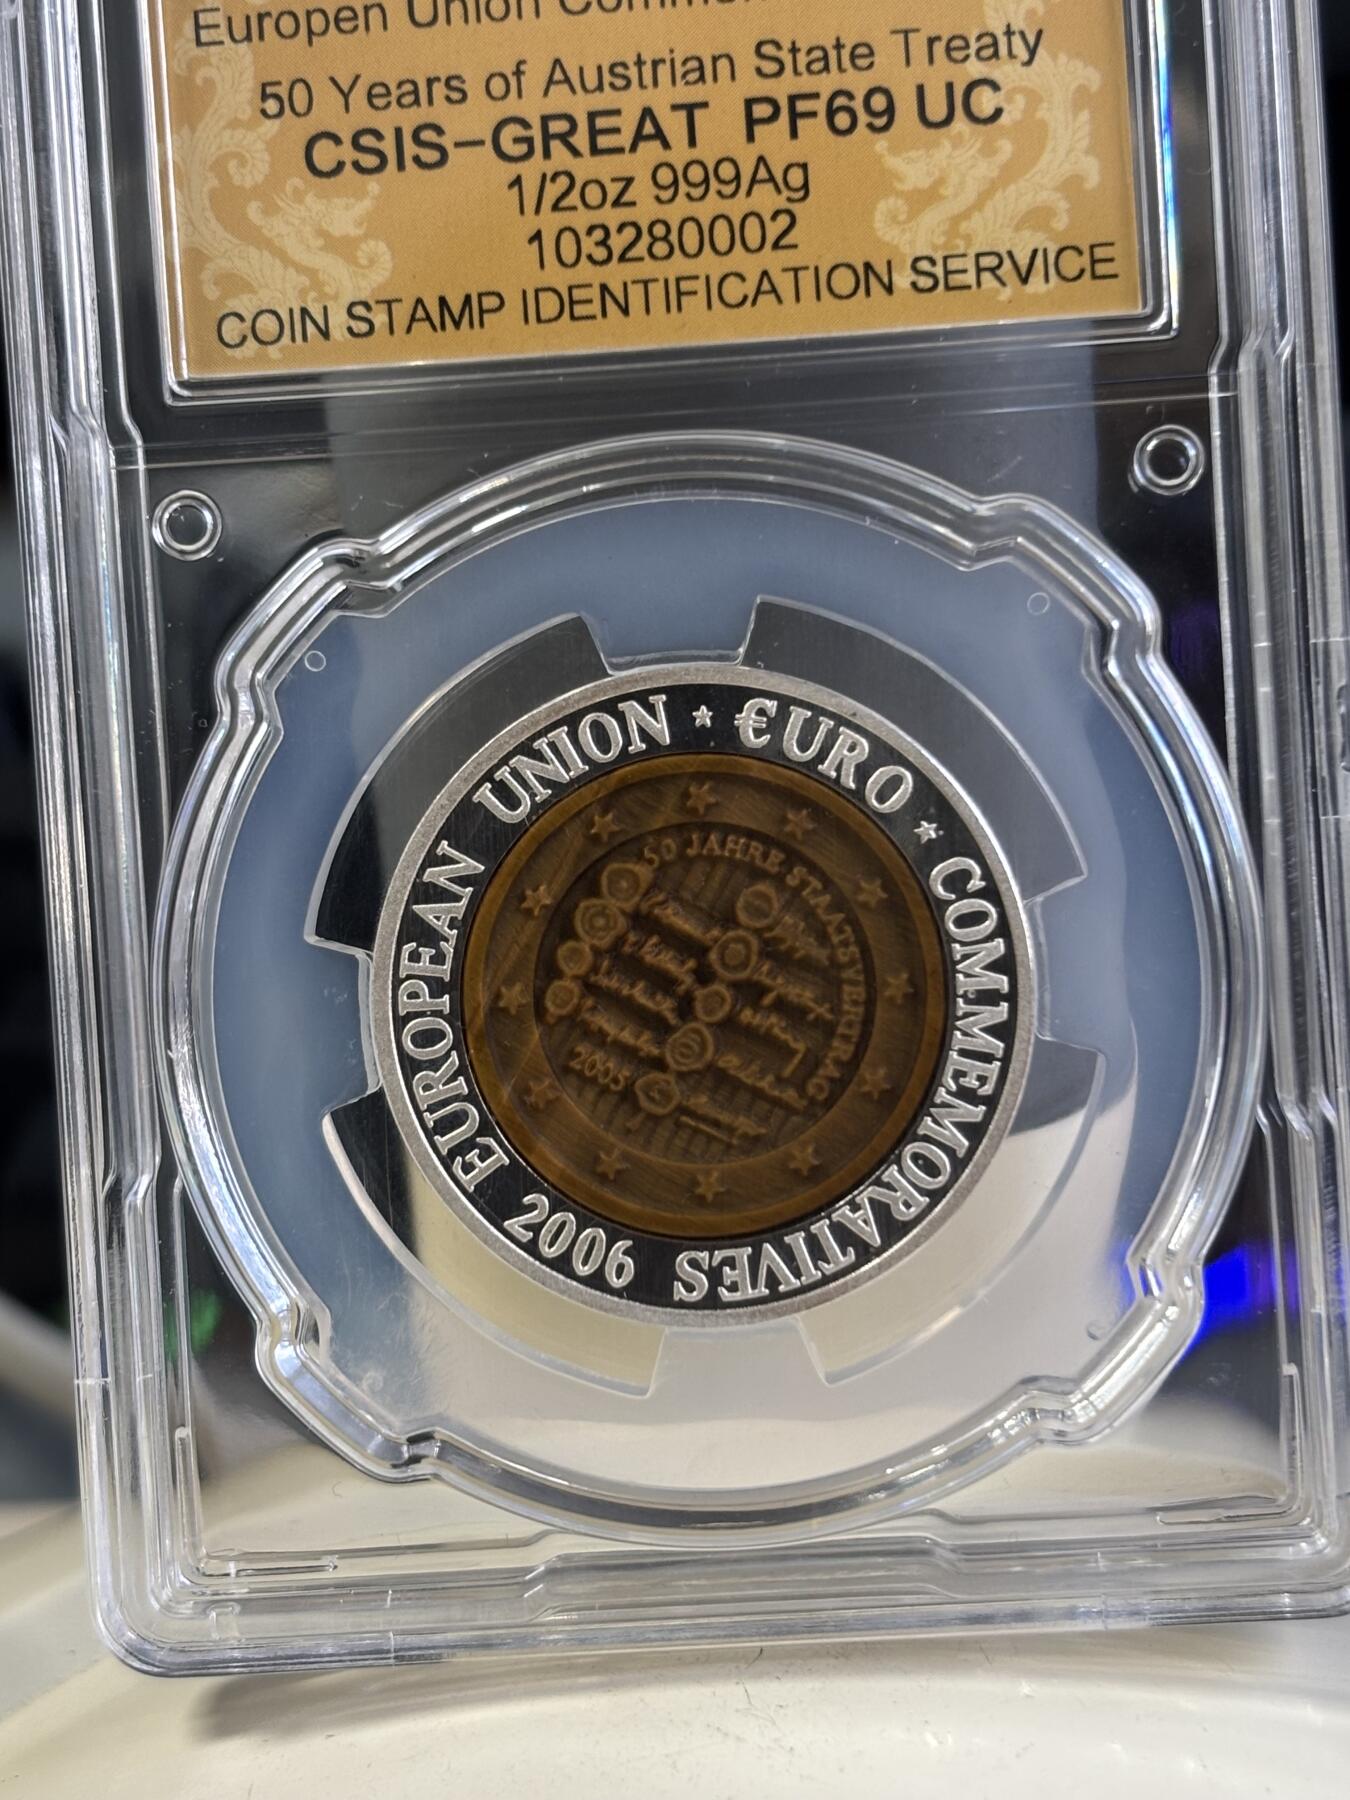 Europen Union
50 Years of Austrian State Treaty
CSIS-GREAT PF69 UC
1/2oz 999Ag
103280002
COIN STAMP IDENTIFICATION SERVICE
EUROPEAN UNION ★ €URO ★ COMMEMORATIVES 2006
50 JAHRE STAATSVERTRAG
2005